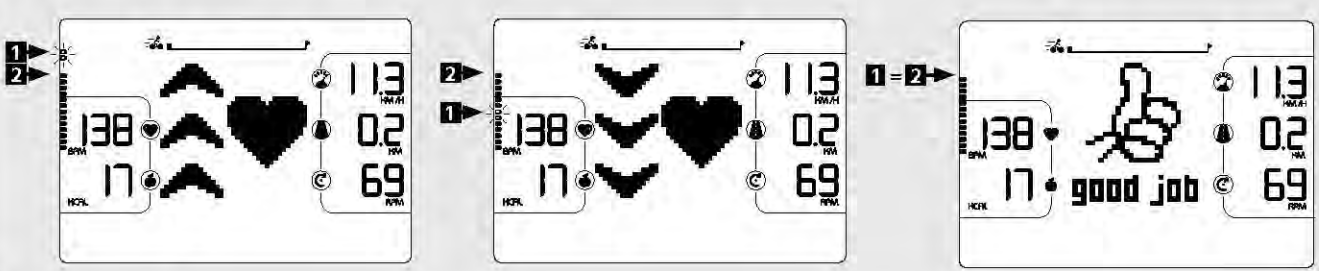 1
2
138
BPM
17
KCAL
11.3
KM/H
0.2
KM
69
RPM
2
1
138
BPM
17
KCAL
11.3
KM/H
0.2
KM
69
RPM
1 = 2
138
BPM
17
KCAL
good job
11.3
KM/H
0.2
KM
69
RPM